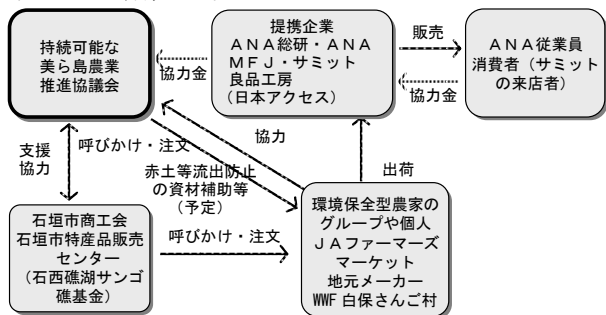 持続可能な
美ら島農業
推進協議会
提携企業
ＡＮＡ総研・ＡＮＡ
ＭＦＪ・サミット
良品工房
（日本アクセス）
ＡＮＡ従業員
消費者（サミット
の来店者）
販売
協力金
協力金
支援
協力
呼びかけ・注文
赤土等流出防止
の資材補助等
（予定）
協力
出荷
石垣市商工会
石垣市特産品販売
センター
（石西礁湖サンゴ
礁基金）
呼びかけ・注文
環境保全型農家の
グループや個人
ＪＡファーマーズ
マーケット
地元メーカー
WWF 白保さんご村